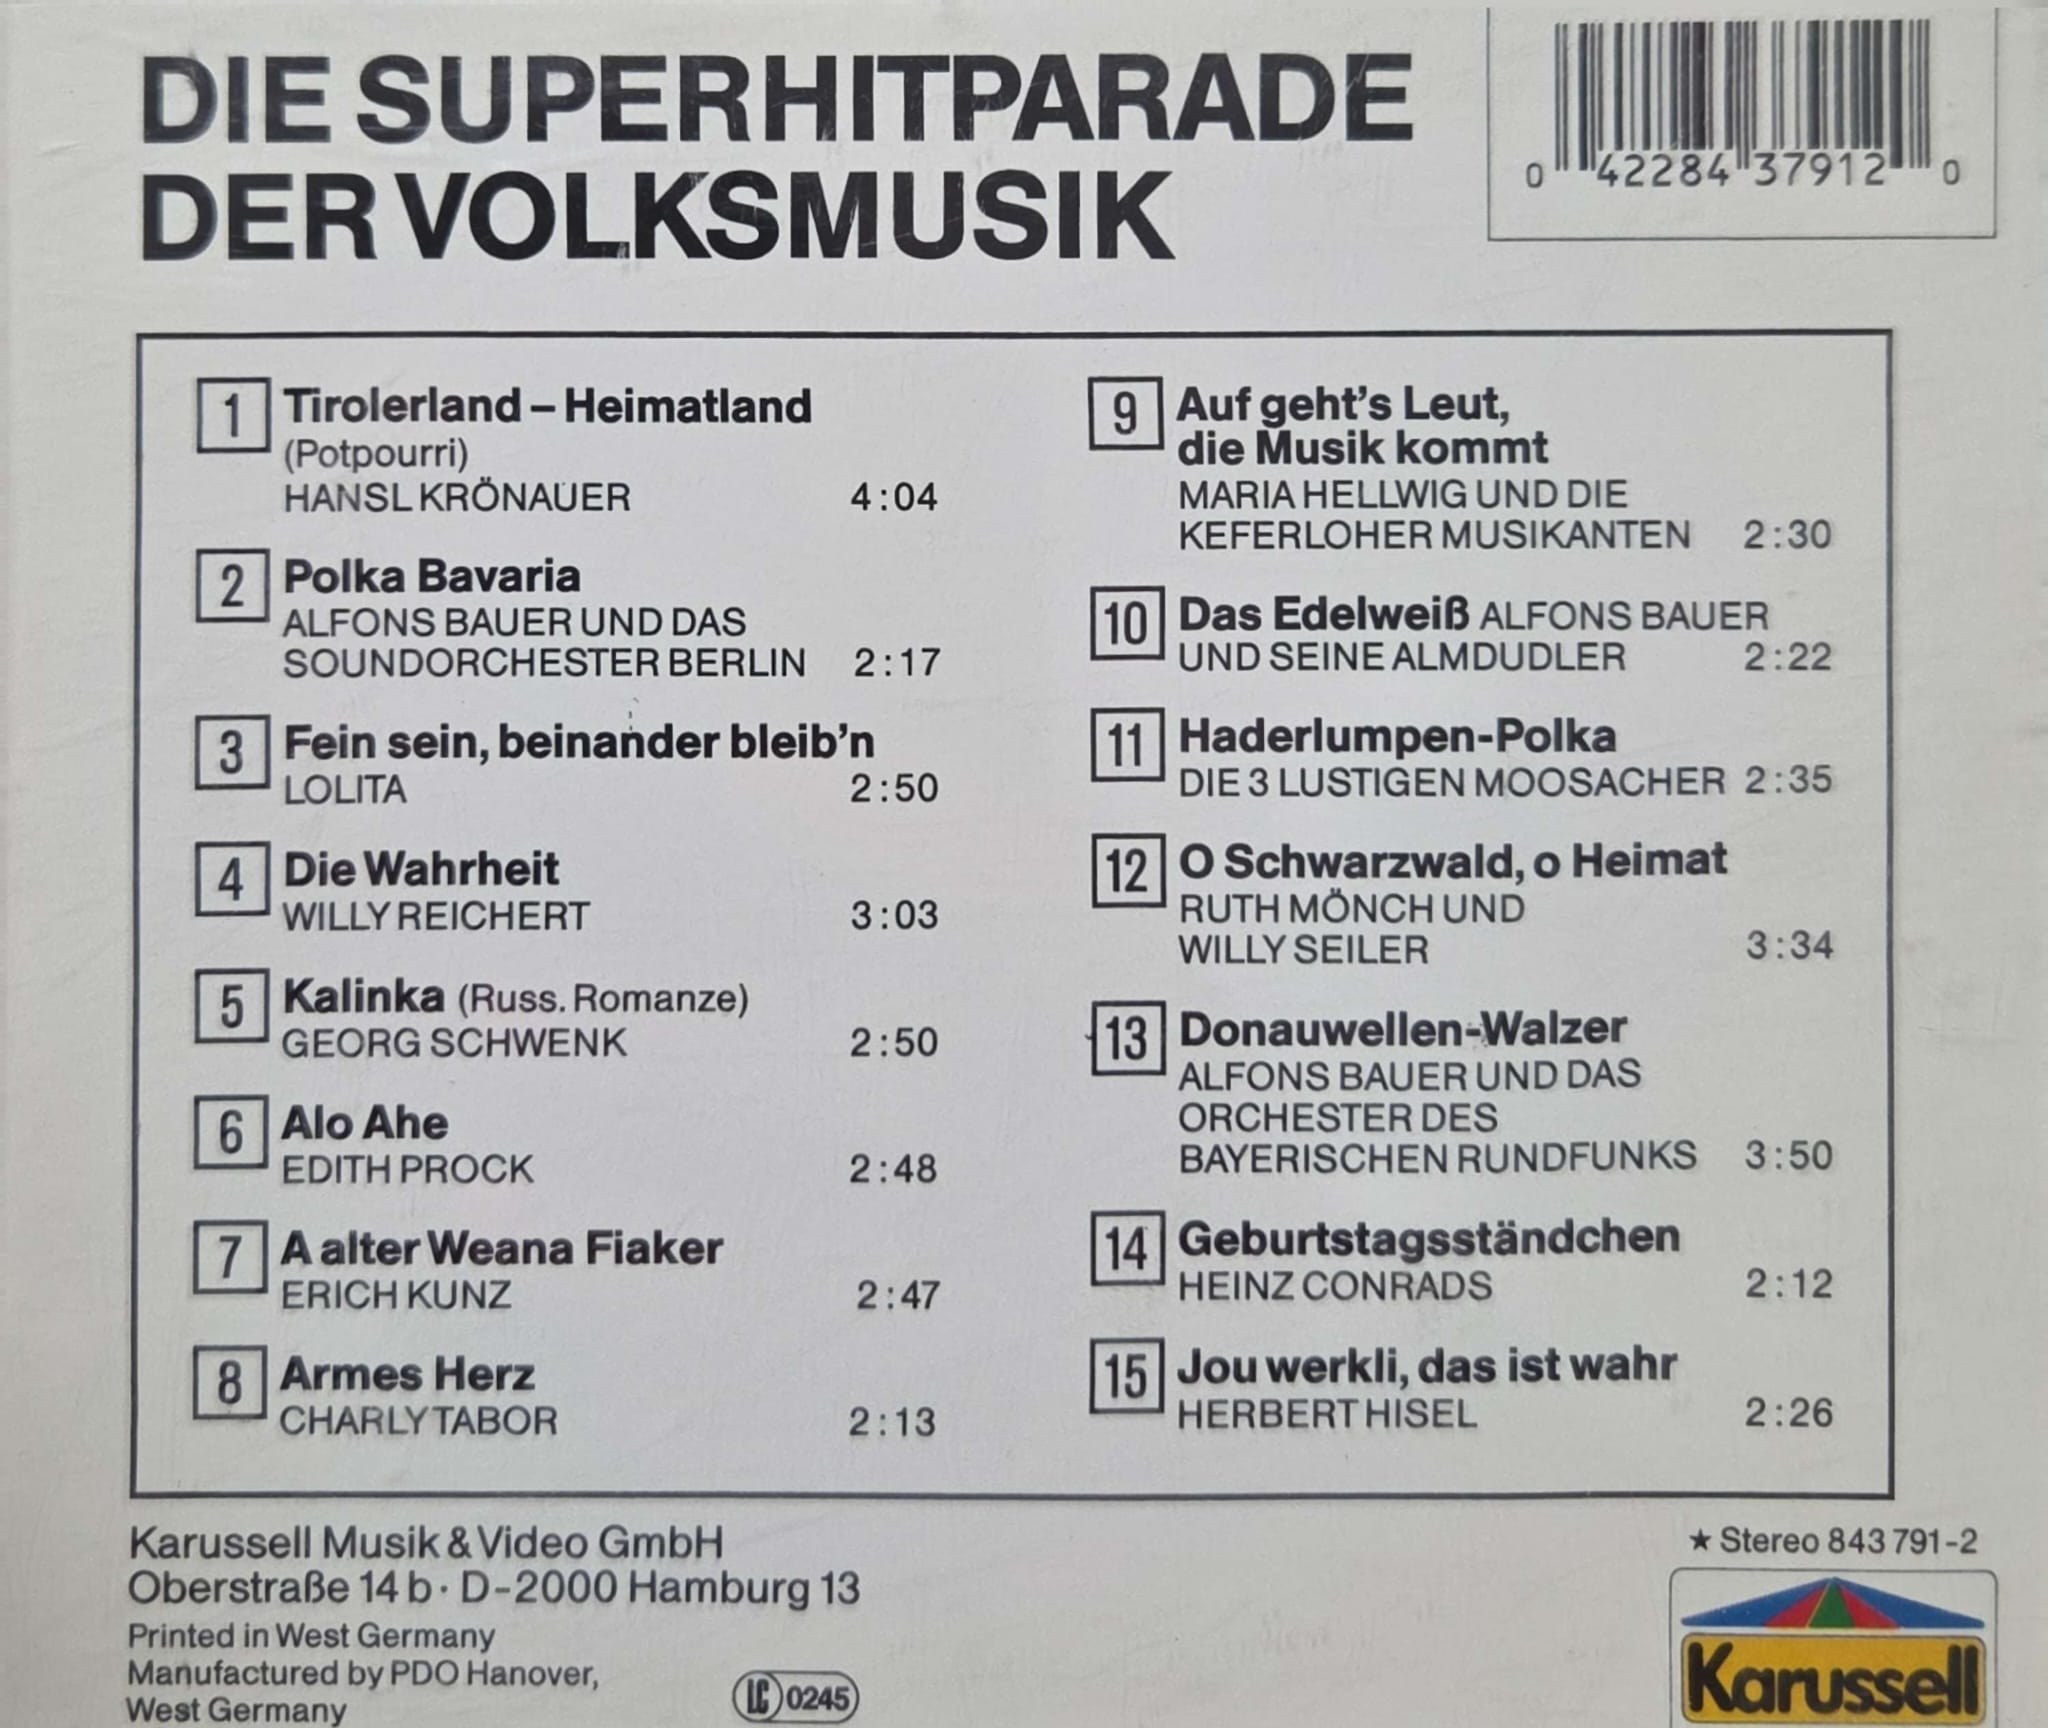 DIE SUPERHITPARADE
DER VOLKSMUSIK
0 42284 37912 0
1 Tirolerland – Heimatland
(Potpourri)
HANSL KRÖNAUER 4:04
2 Polka Bavaria
ALFONS BAUER UND DAS
SOUNDORCHESTER BERLIN 2:17
3 Fein sein, beinander bleib'n
LOLITA 2:50
4 Die Wahrheit
WILLY REICHERT 3:03
5 Kalinka (Russ. Romanze)
GEORG SCHWENK 2:50
6 Alo Ahe
EDITH PROCK 2:48
7 A alter Weana Fiaker
ERICH KUNZ 2:47
8 Armes Herz
CHARLY TABOR 2:13
9 Auf geht's Leut,
die Musik kommt
MARIA HELLWIG UND DIE
KEFERLOHER MUSIKANTEN 2:30
10 Das Edelweiß ALFONS BAUER
UND SEINE ALMDUDLER 2:22
11 Haderlumpen-Polka
DIE 3 LUSTIGEN MOOSACHER 2:35
12 O Schwarzwald, o Heimat
RUTH MÖNCH UND
WILLY SEILER 3:34
13 Donauwellen-Walzer
ALFONS BAUER UND DAS
ORCHESTER DES
BAYERISCHEN RUNDFUNKS 3:50
14 Geburtstagsständchen
HEINZ CONRADS 2:12
15 Jou werkli, das ist wahr
HERBERT HISEL 2:26
Karussell Musik & Video GmbH
Oberstraße 14 b · D-2000 Hamburg 13
Printed in West Germany
Manufactured by PDO Hanover,
West Germany
LC 0245
★ Stereo 843 791-2
Karussell